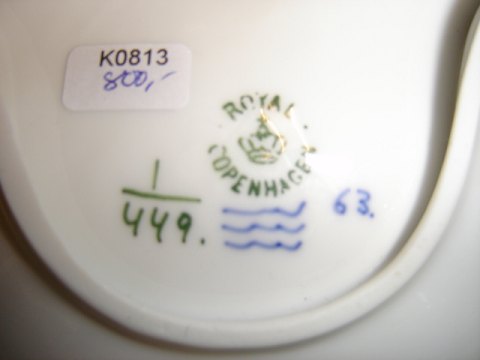 K0813
800,-
ROYAL
COPENHAGEN
1
449.
63.